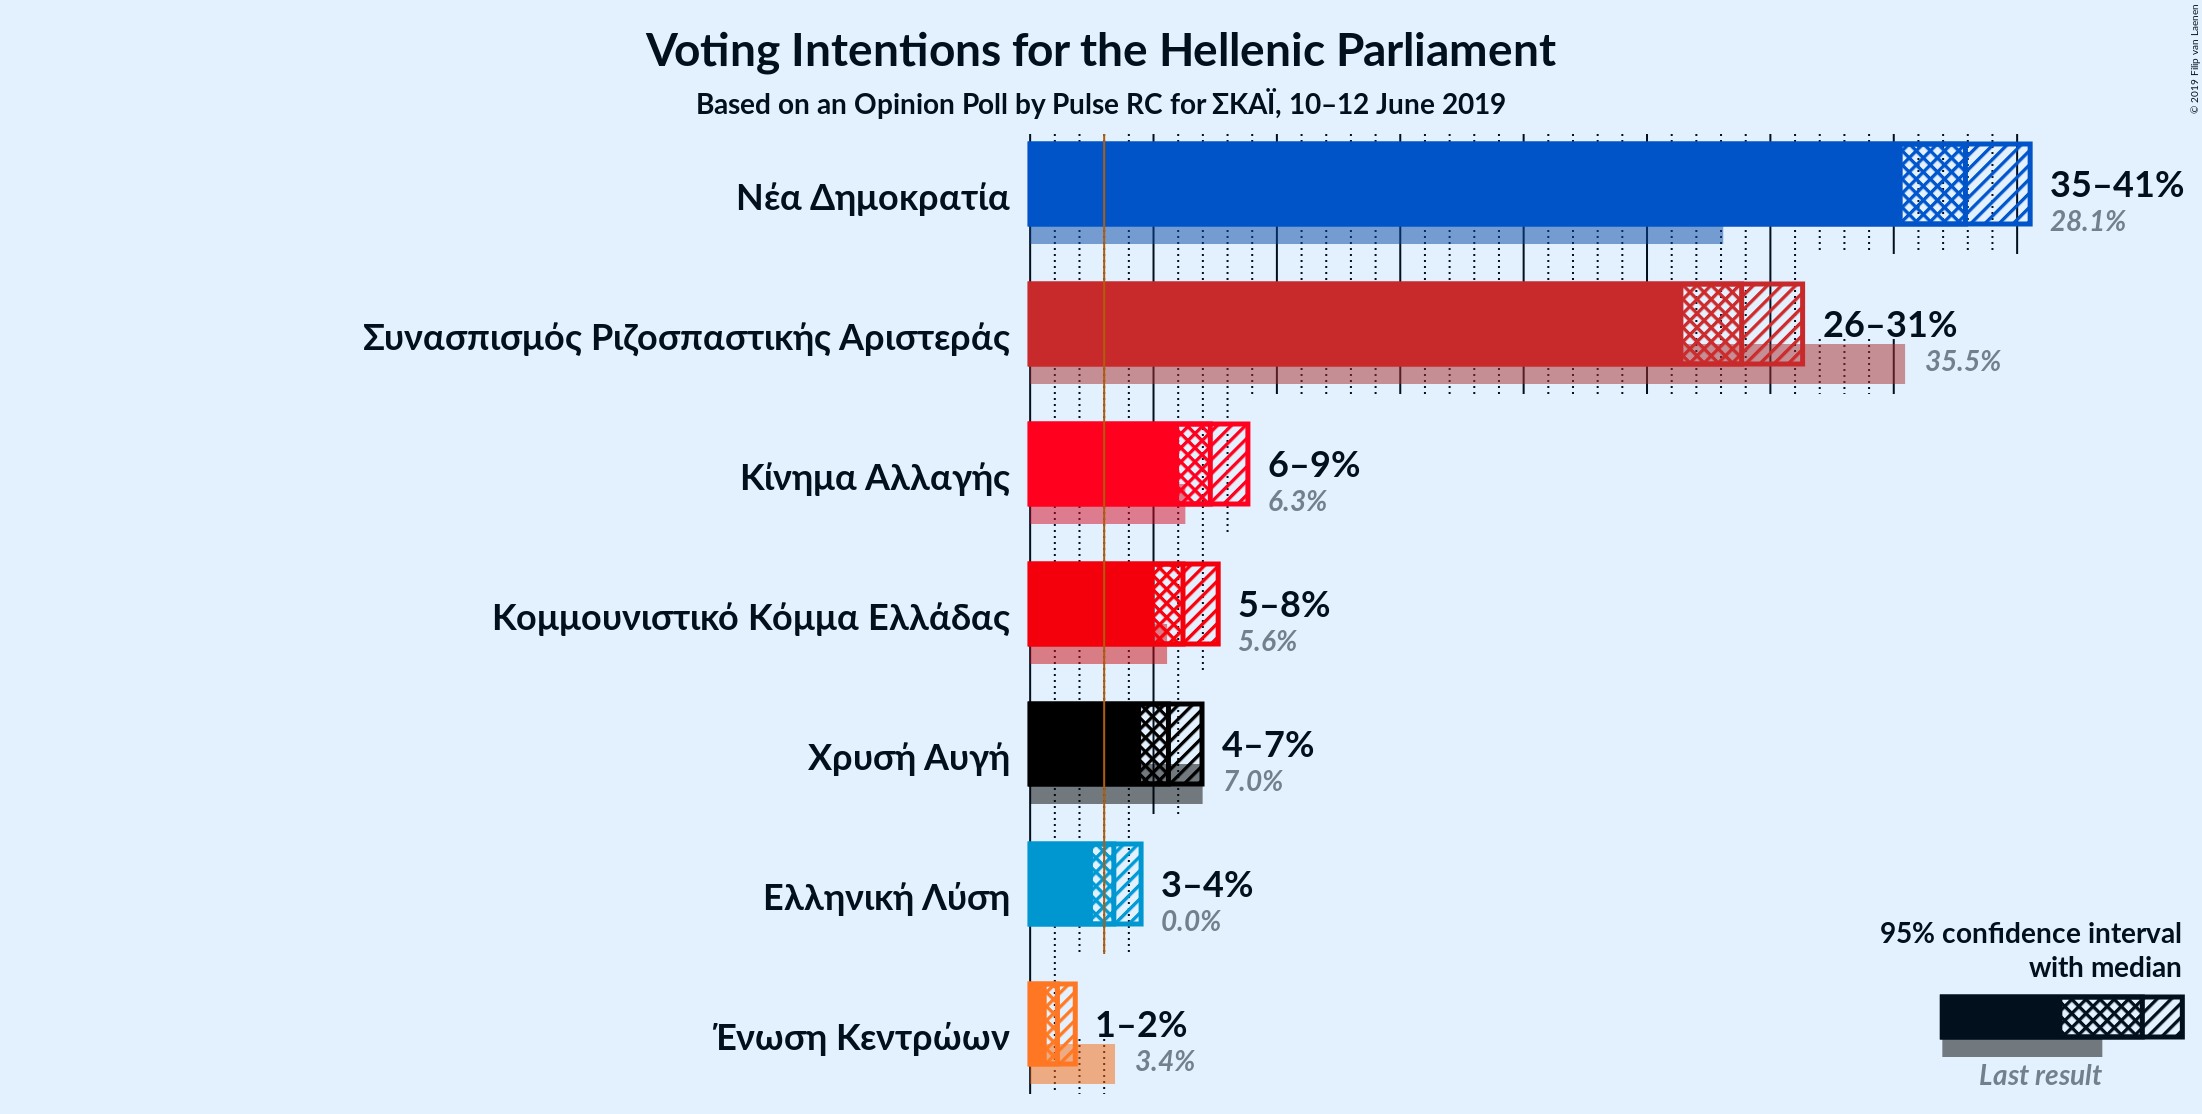 Voting Intentions for the Hellenic Parliament
Based on an Opinion Poll by Pulse RC for ΣΚΑΪ, 10–12 June 2019
© 2019 Filip van Laenen
Νέα Δημοκρατία
35–41%
28.1%
Συνασπισμός Ριζοσπαστικής Αριστεράς
26–31%
35.5%
Κίνημα Αλλαγής
6–9%
6.3%
Κομμουνιστικό Κόμμα Ελλάδας
5–8%
5.6%
Χρυσή Αυγή
4–7%
7.0%
Ελληνική Λύση
3–4%
0.0%
Ένωση Κεντρώων
1–2%
3.4%
95% confidence interval
with median
Last result